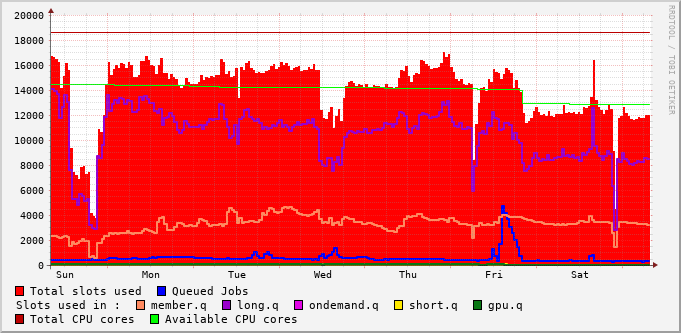 20000
18000
16000
14000
12000
10000
8000
6000
4000
2000
0
Sun Mon Tue Wed Thu Fri Sat
RRDTOOL / TOBI OETIKER
Total slots used Queued Jobs
Slots used in : member.q long.q ondemand.q short.q gpu.q
Total CPU cores Available CPU cores